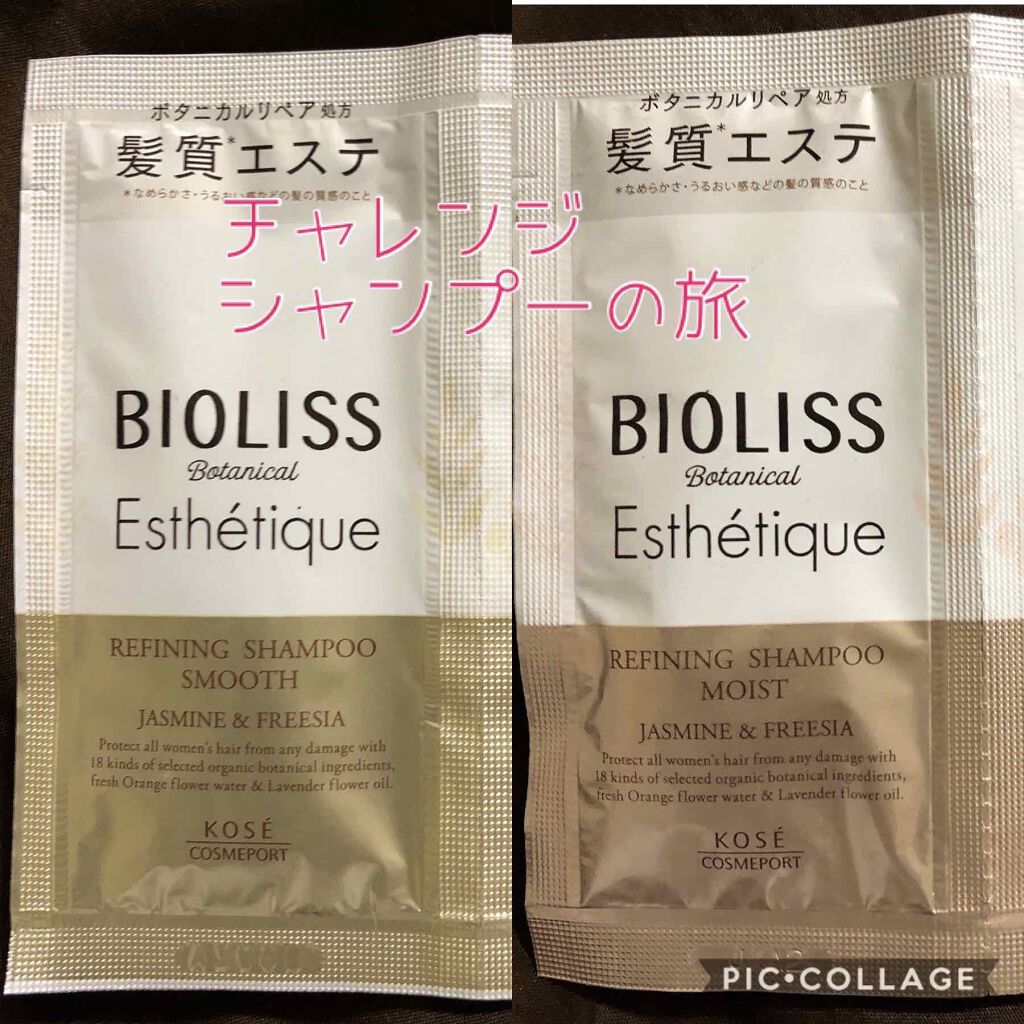 ボタニカルリペア処方
髪質*エステ
*なめらかさ・うるおい感などの髪の質感のこと
チャレンジ
シャンプーの旅
BIOLISS
Botanical
Esthétique
REFINING SHAMPOO
SMOOTH
JASMINE & FREESIA
Protect all women's hair from any damage with
18 kinds of selected organic botanical ingredients,
fresh Orange flower water & Lavender flower oil.
KOSÉ
COSMEPORT
ボタニカルリペア処方
髪質*エステ
*なめらかさ・うるおい感などの髪の質感のこと
BIOLISS
Botanical
Esthétique
REFINING SHAMPOO
MOIST
JASMINE & FREESIA
Protect all women's hair from any damage with
18 kinds of selected organic botanical ingredients,
fresh Orange flower water & Lavender flower oil.
KOSÉ
COSMEPORT
PIC•COLLAGE